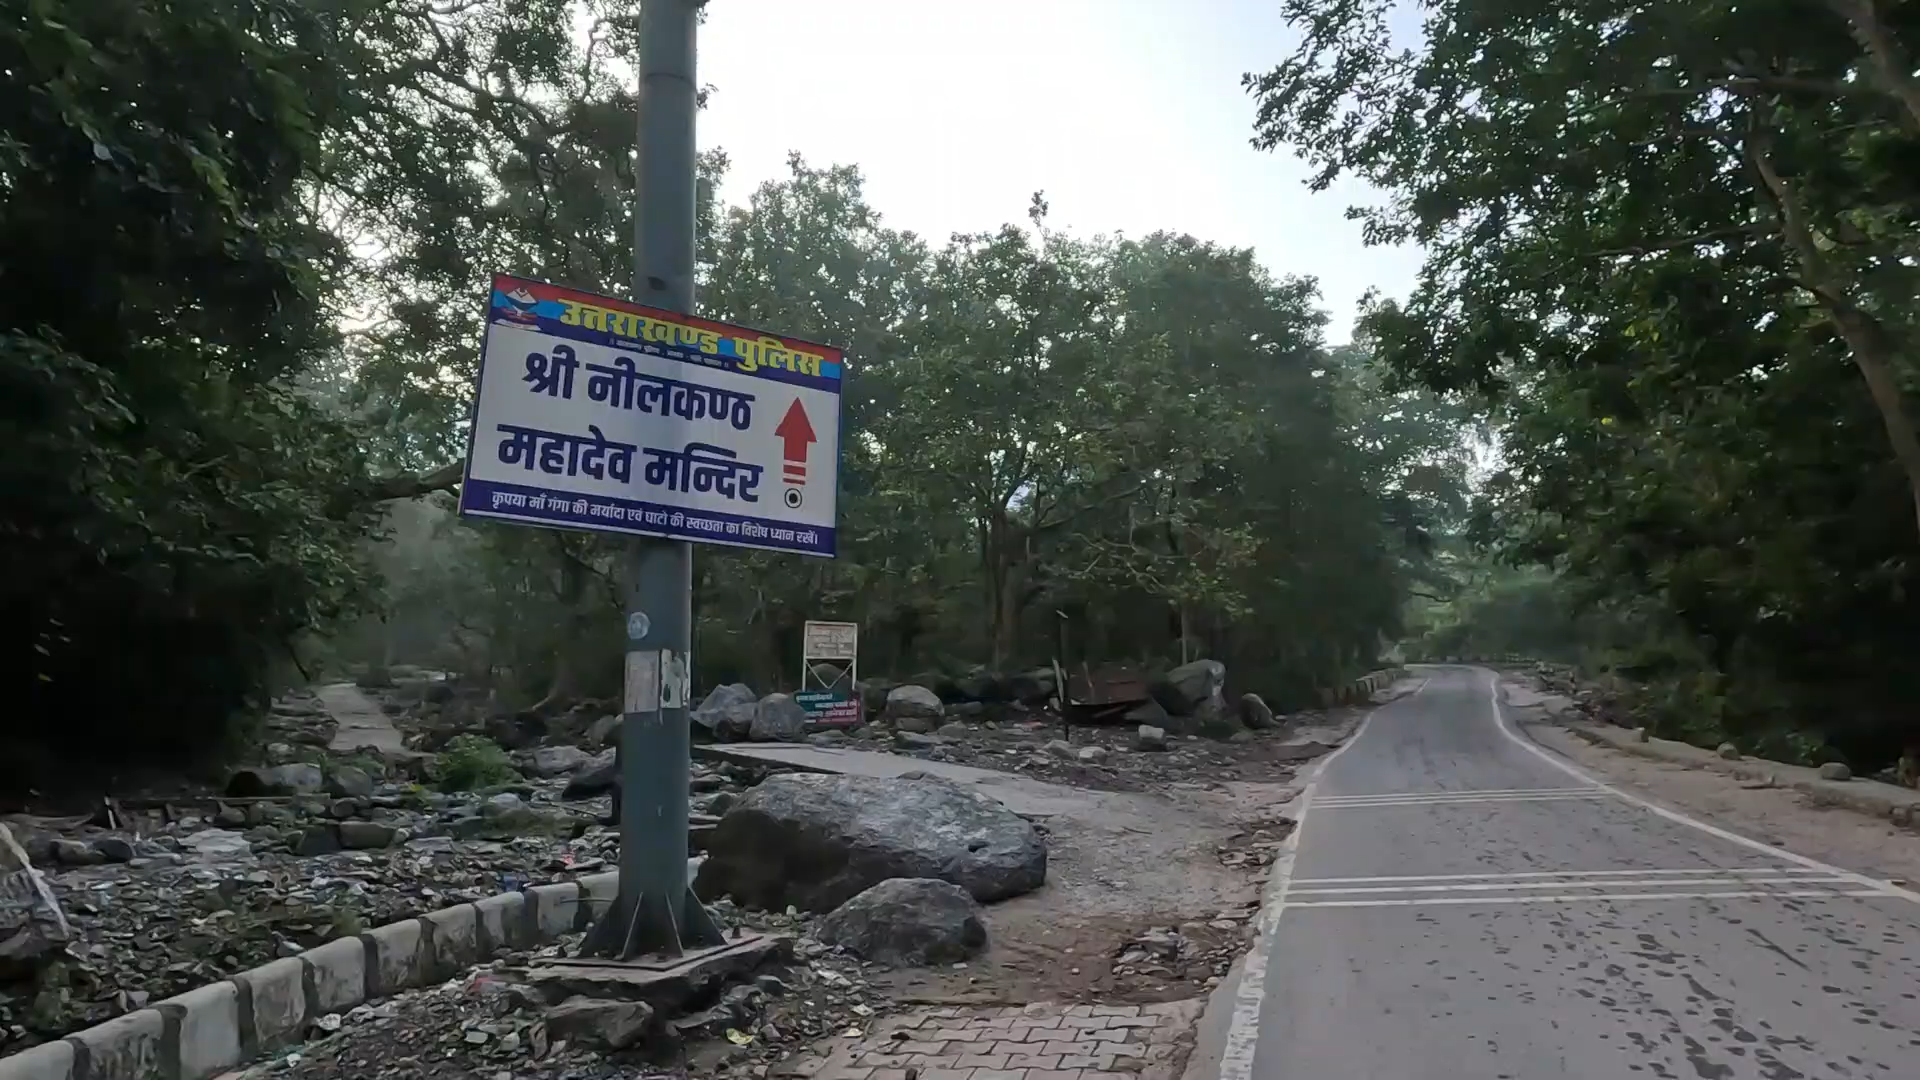 उत्तराखण्ड पुलिस
श्री नीलकण्ठ
महादेव मन्दिर
कृपया माँ गंगा की मर्यादा एवं घाटो की स्वच्छता का विशेष ध्यान रखें।